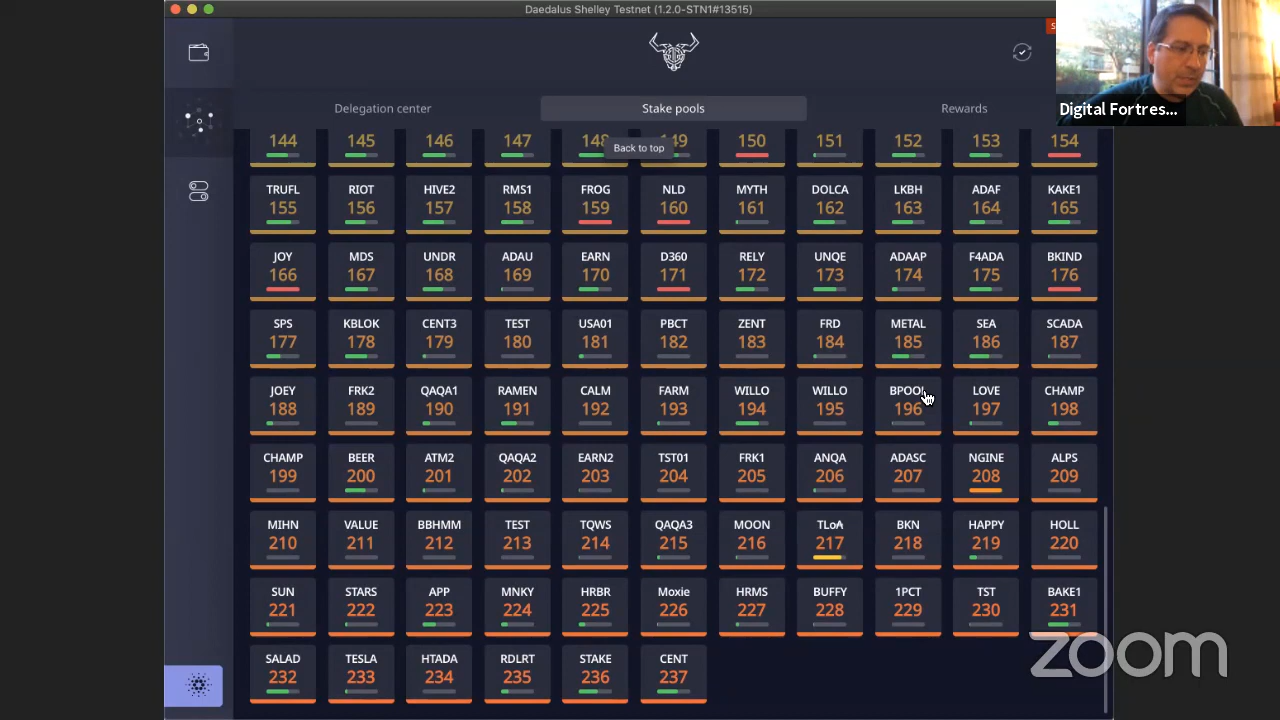 Daedalus Shelley Testnet (1.2.0-STN1#13515)
Digital Fortres...
Delegation center Stake pools Rewards
144 145 146 147 148 149 150 151 152 153 154
Back to top
TRUFL RIOT HIVE2 RMS1 FROG NLD MYTH DOLCA LKBH ADAF KAKE1
155 156 157 158 159 160 161 162 163 164 165
JOY MDS UNDR ADAU EARN D360 RELY UNQE ADAAP F4ADA BKIND
166 167 168 169 170 171 172 173 174 175 176
SPS KBLOK CENT3 TEST USA01 PBCT ZENT FRD METAL SEA SCADA
177 178 179 180 181 182 183 184 185 186 187
JOEY FRK2 QAQA1 RAMEN CALM FARM WILLO WILLO BPOOL LOVE CHAMP
188 189 190 191 192 193 194 195 196 197 198
CHAMP BEER ATM2 QAQA2 EARN2 TST01 FRK1 ANQA ADASC NGINE ALPS
199 200 201 202 203 204 205 206 207 208 209
MIHN VALUE BBHMM TEST TQWS QAQA3 MOON TLoA BKN HAPPY HOLL
210 211 212 213 214 215 216 217 218 219 220
SUN STARS APP MNKY HRBR Moxie HRMS BUFFY 1PCT TST BAKE1
221 222 223 224 225 226 227 228 229 230 231
SALAD TESLA HTADA RDLRT STAKE CENT
232 233 234 235 236 237
zoom